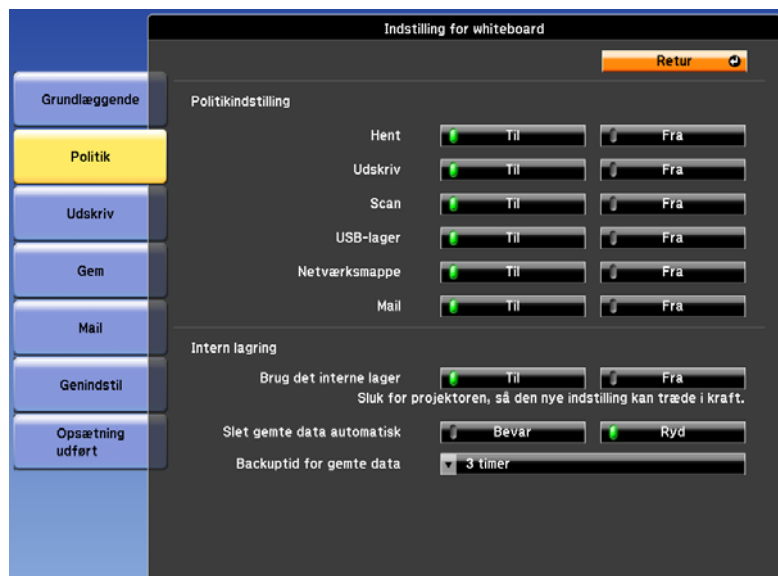 Indstilling for whiteboard
Retur
Grundlæggende
Politik
Udskriv
Gem
Mail
Genindstil
Opsætning
udført
Politikindstilling
Hent Til Fra
Udskriv Til Fra
Scan Til Fra
USB-lager Til Fra
Netværksmappe Til Fra
Mail Til Fra
Intern lagring
Brug det interne lager Til Fra
Sluk for projektoren, så den nye indstilling kan træde i kraft.
Slet gemte data automatisk Bevar Ryd
Backuptid for gemte data 3 timer